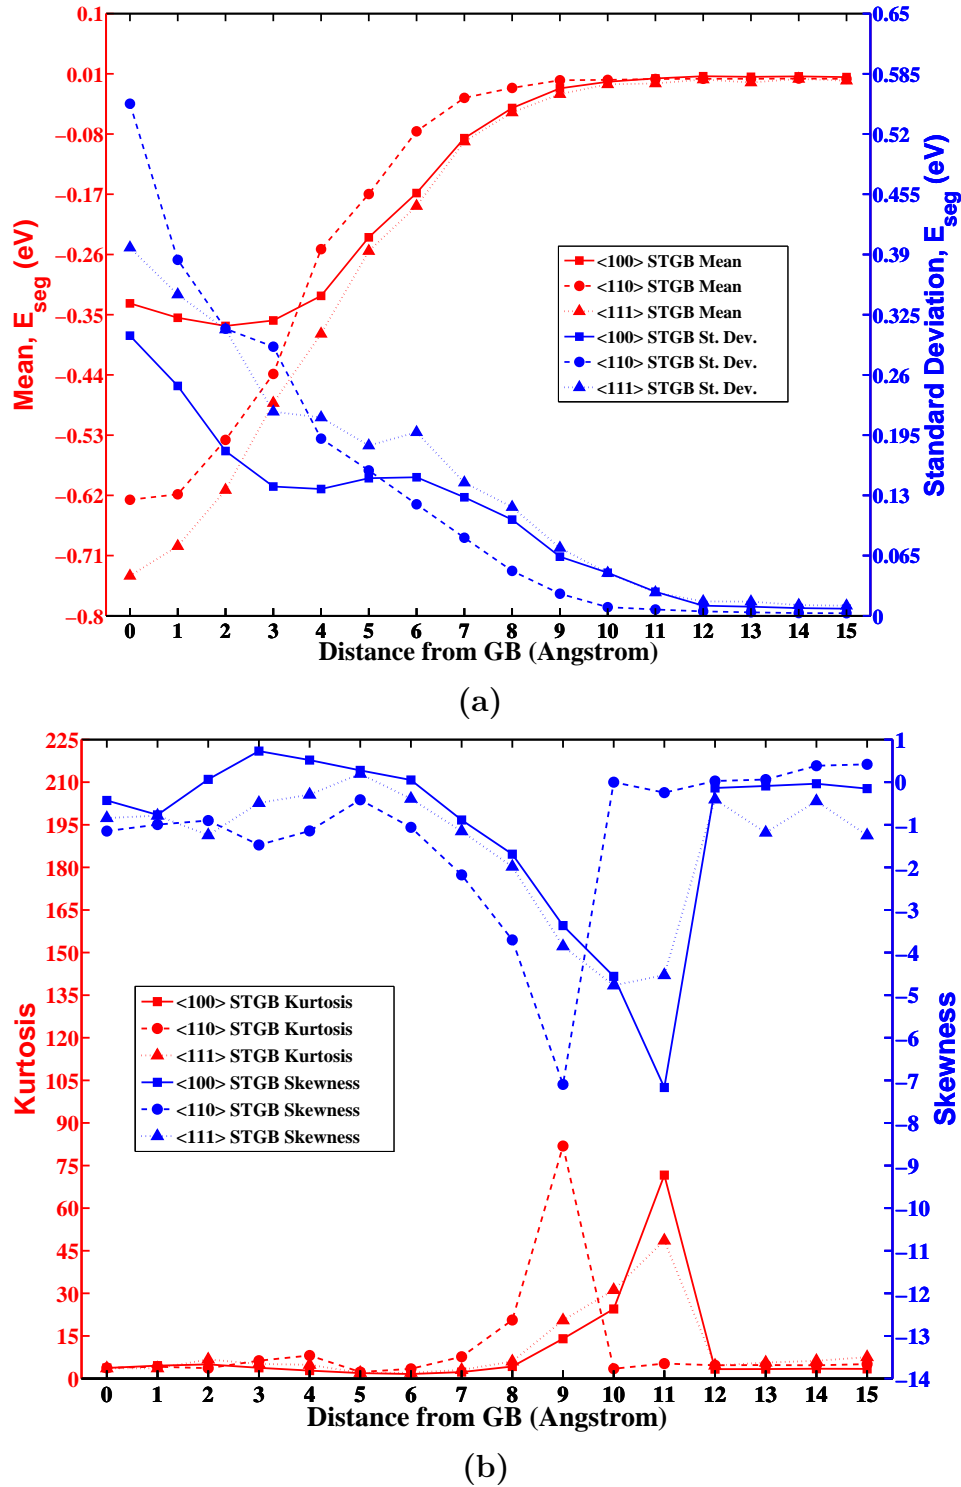 0.1
0.01
−0.08
−0.17
−0.26
−0.35
−0.44
−0.53
−0.62
−0.71
−0.8
Mean, E_seg (eV)
0.65
0.585
0.52
0.455
0.39
0.325
0.26
0.195
0.13
0.065
0
Standard Deviation, E_seg (eV)
<100> STGB Mean
<110> STGB Mean
<111> STGB Mean
<100> STGB St. Dev.
<110> STGB St. Dev.
<111> STGB St. Dev.
0 1 2 3 4 5 6 7 8 9 10 11 12 13 14 15
Distance from GB (Angstrom)
(a)
225
210
195
180
165
150
135
120
105
90
75
60
45
30
15
0
Kurtosis
1
0
−1
−2
−3
−4
−5
−6
−7
−8
−9
−10
−11
−12
−13
−14
Skewness
<100> STGB Kurtosis
<110> STGB Kurtosis
<111> STGB Kurtosis
<100> STGB Skewness
<110> STGB Skewness
<111> STGB Skewness
0 1 2 3 4 5 6 7 8 9 10 11 12 13 14 15
Distance from GB (Angstrom)
(b)